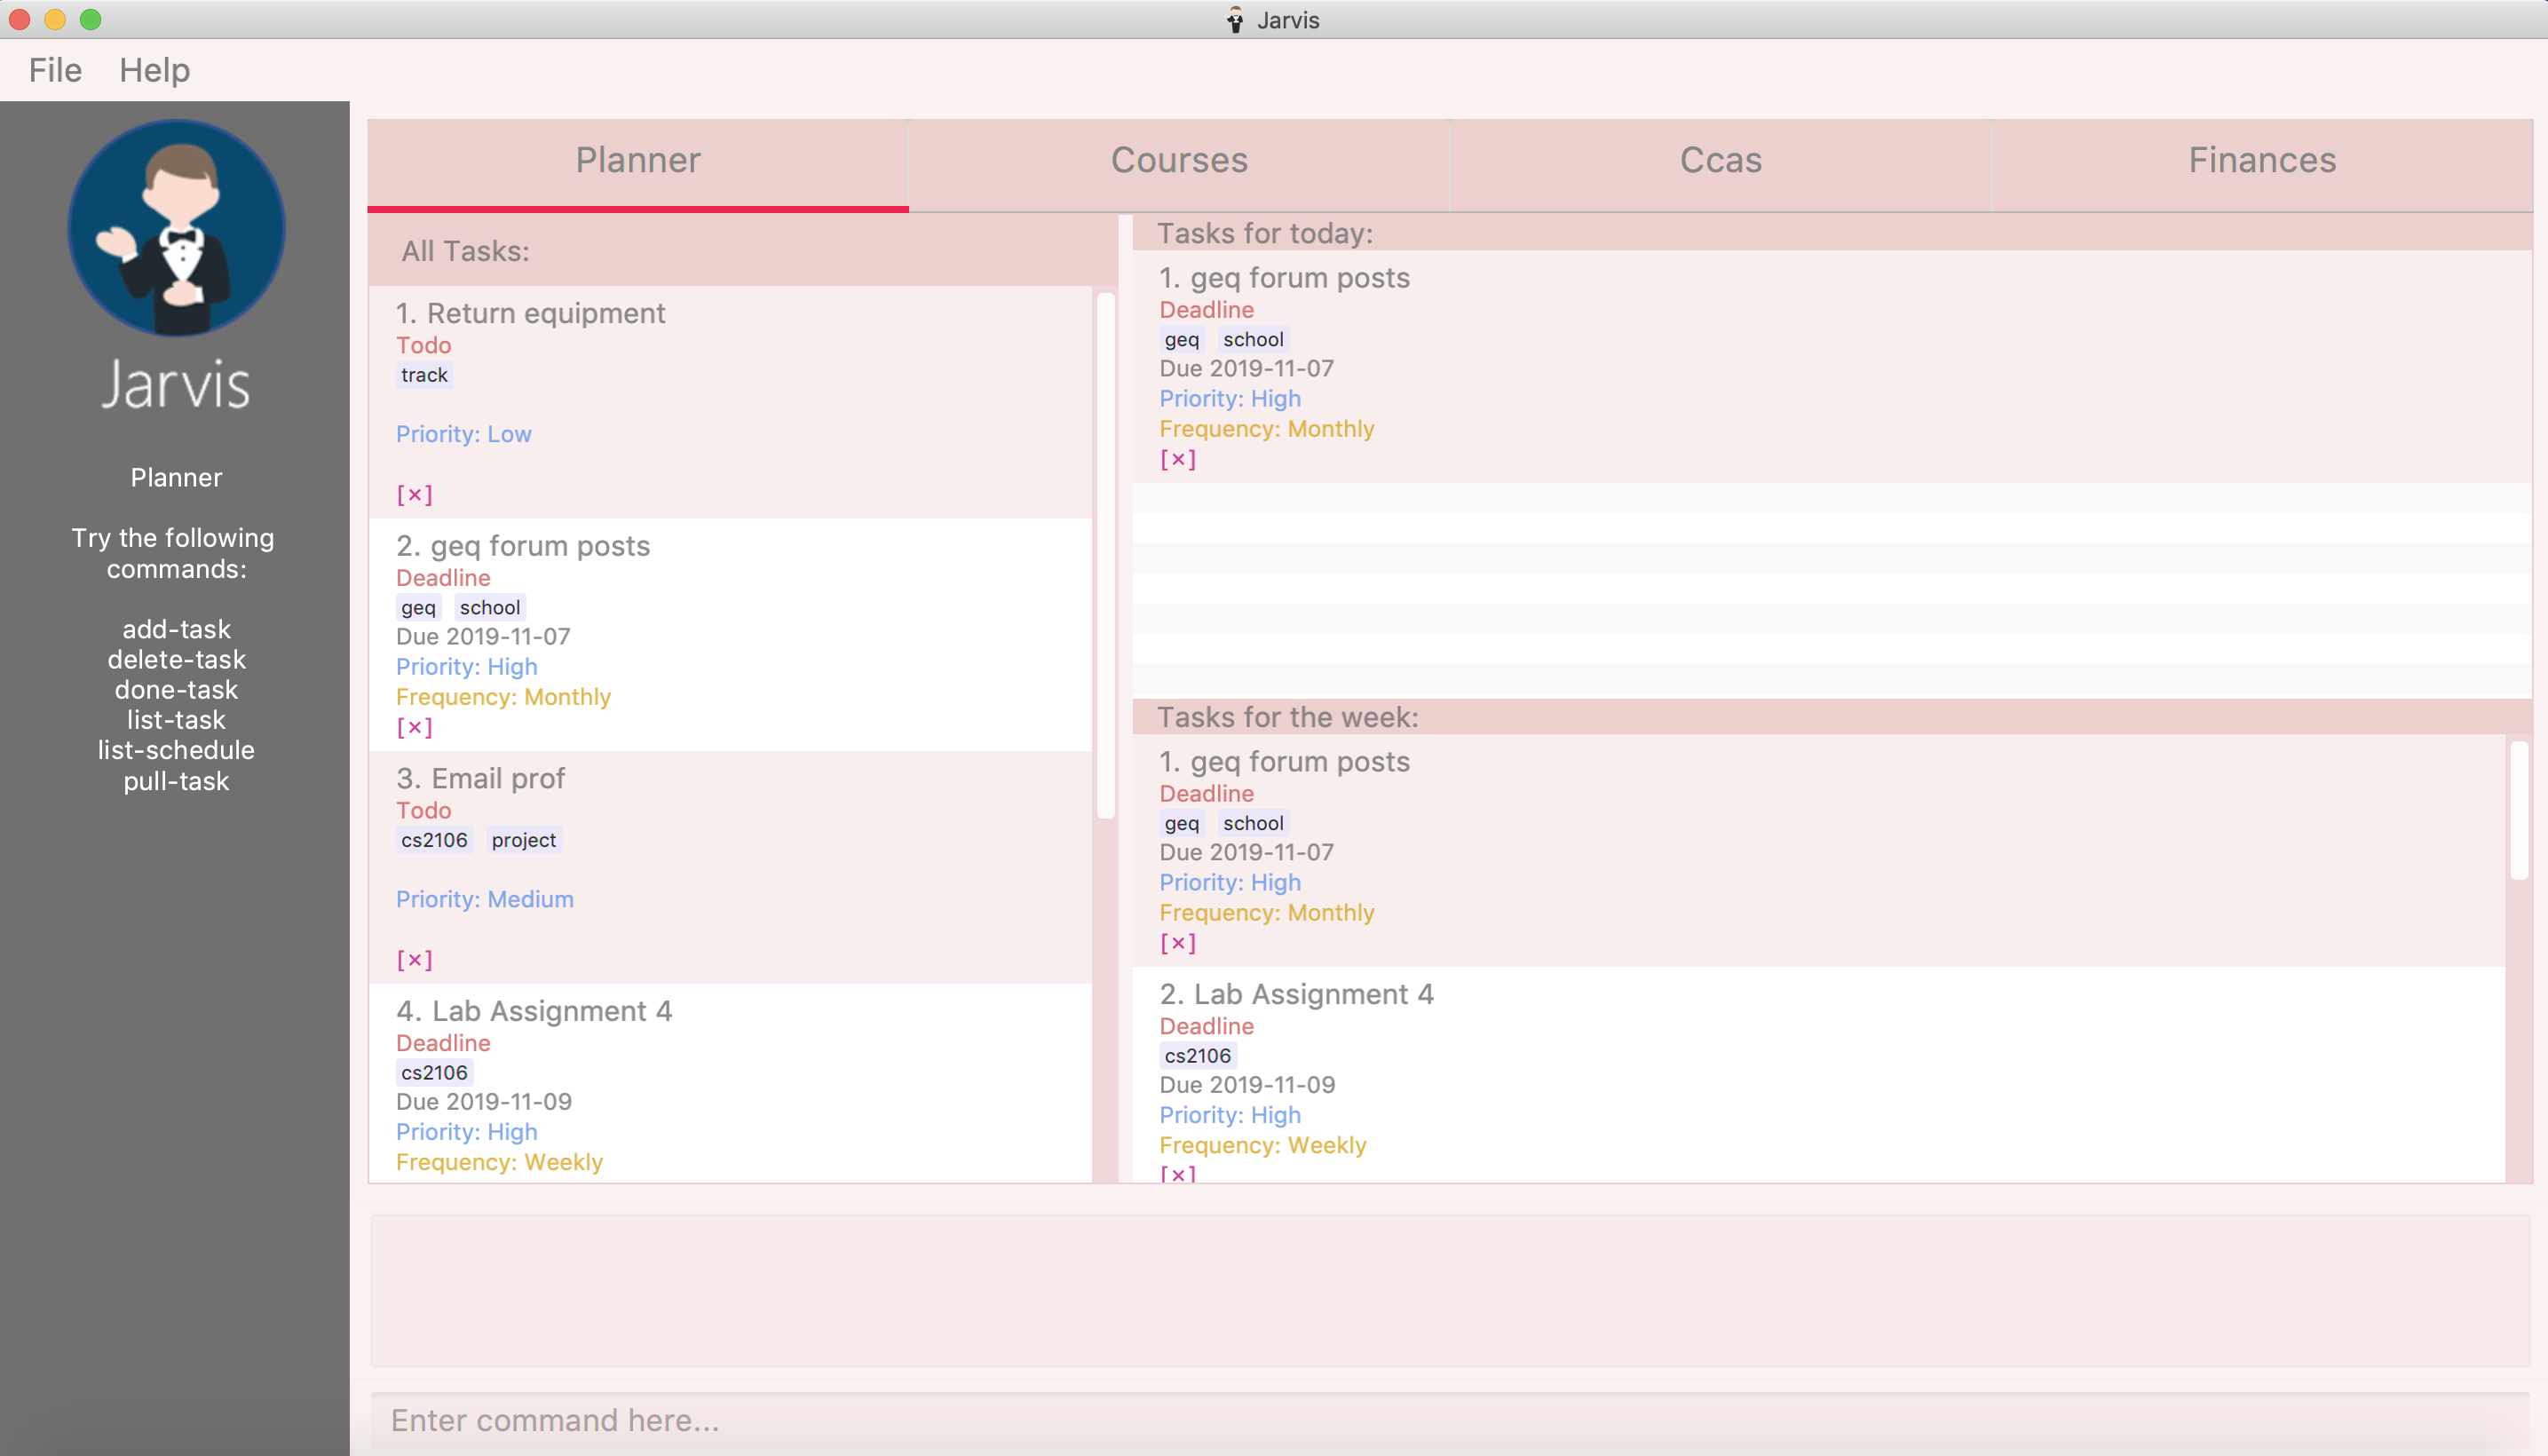 Jarvis
File Help
Jarvis
Planner
Try the following
commands:
add-task
delete-task
done-task
list-task
list-schedule
pull-task
Planner Courses Ccas Finances
All Tasks:
1. Return equipment
Todo
track
Priority: Low
[×]
2. geq forum posts
Deadline
geq school
Due 2019-11-07
Priority: High
Frequency: Monthly
[×]
3. Email prof
Todo
cs2106 project
Priority: Medium
[×]
4. Lab Assignment 4
Deadline
cs2106
Due 2019-11-09
Priority: High
Frequency: Weekly
Tasks for today:
1. geq forum posts
Deadline
geq school
Due 2019-11-07
Priority: High
Frequency: Monthly
[×]
Tasks for the week:
1. geq forum posts
Deadline
geq school
Due 2019-11-07
Priority: High
Frequency: Monthly
[×]
2. Lab Assignment 4
Deadline
cs2106
Due 2019-11-09
Priority: High
Frequency: Weekly
[×]
Enter command here...